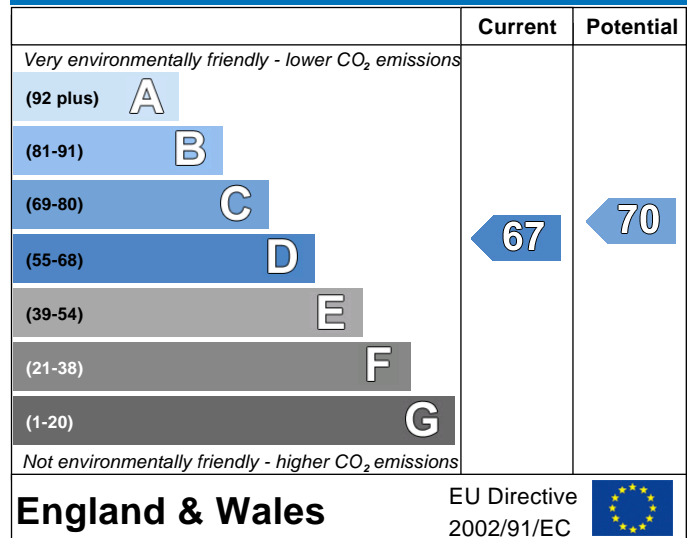 Current Potential
Very environmentally friendly - lower CO₂ emissions
(92 plus) A
(81-91) B
(69-80) C
(55-68) D
(39-54) E
(21-38) F
(1-20) G
67
70
Not environmentally friendly - higher CO₂ emissions
England & Wales
EU Directive
2002/91/EC